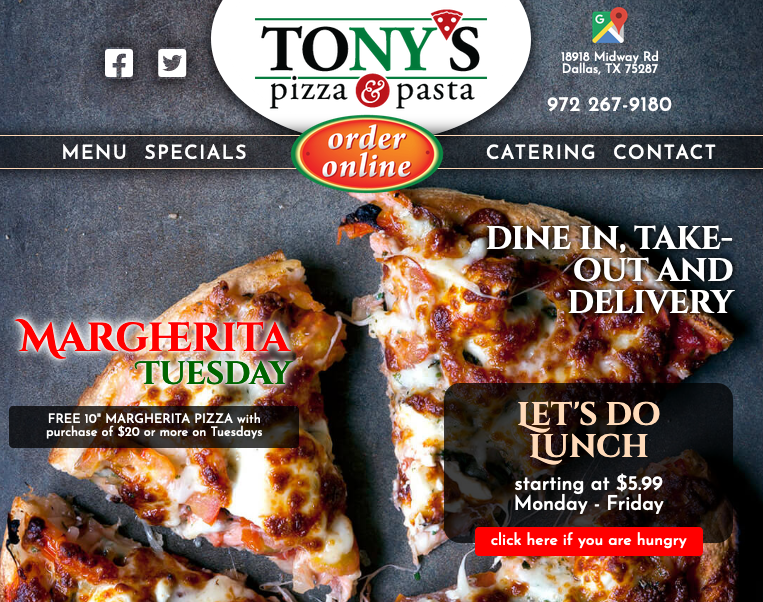 TONY'S
pizza & pasta
18918 Midway Rd
Dallas, TX 75287
972 267-9180
MENU SPECIALS
order
online
CATERING CONTACT
DINE IN, TAKE-
OUT AND
DELIVERY
MARGHERITA
TUESDAY
FREE 10" MARGHERITA PIZZA with
purchase of $20 or more on Tuesdays
LET'S DO
LUNCH
starting at $5.99
Monday - Friday
click here if you are hungry